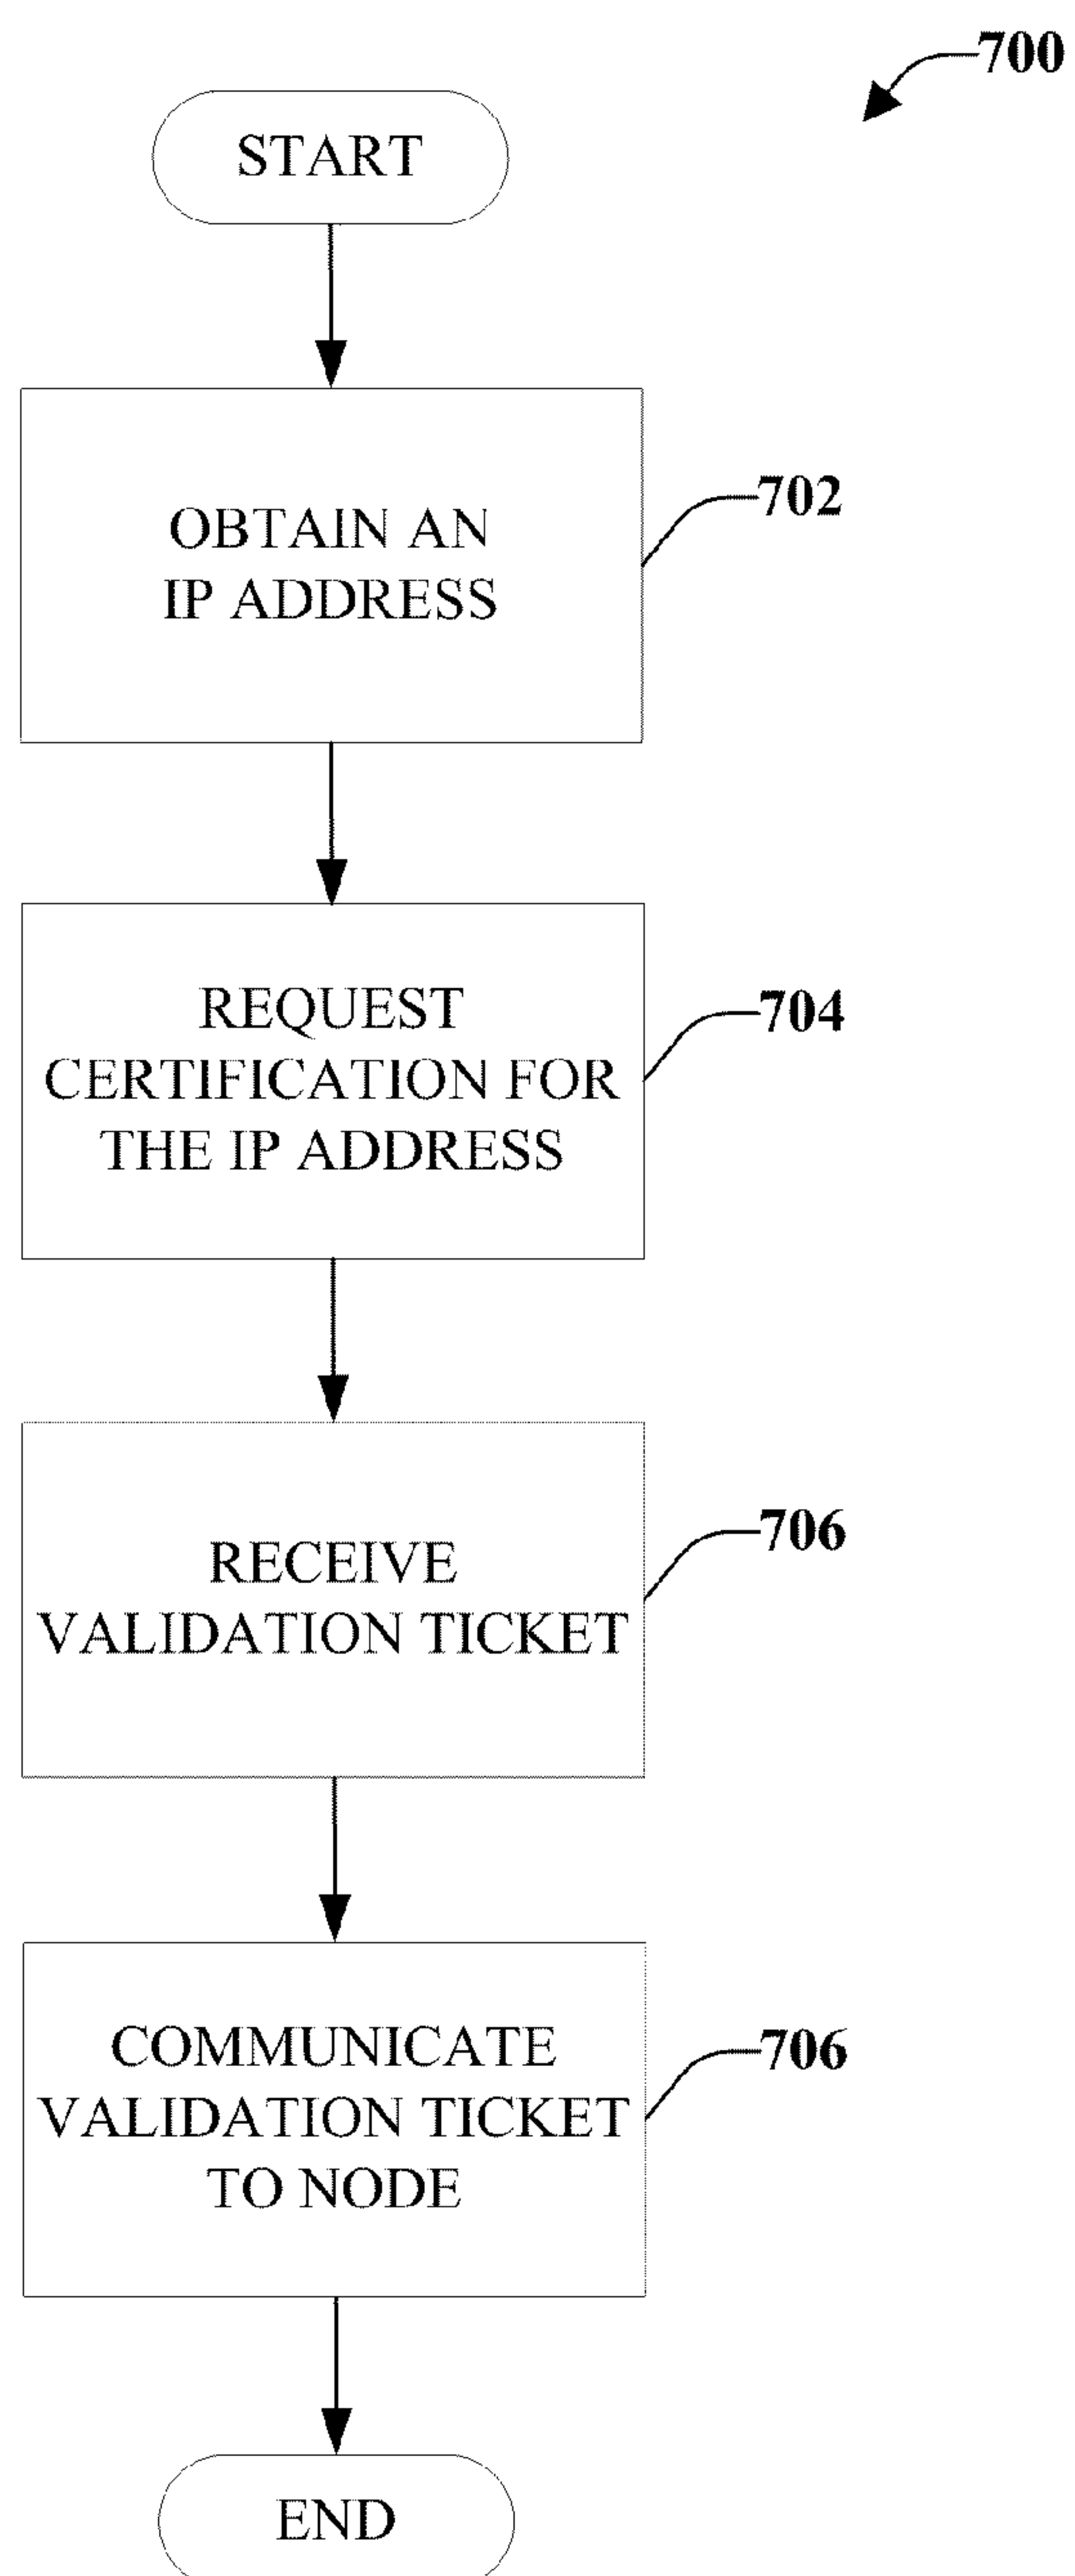 700
START
OBTAIN AN
IP ADDRESS
702
REQUEST
CERTIFICATION FOR
THE IP ADDRESS
704
RECEIVE
VALIDATION TICKET
706
COMMUNICATE
VALIDATION TICKET
TO NODE
706
END